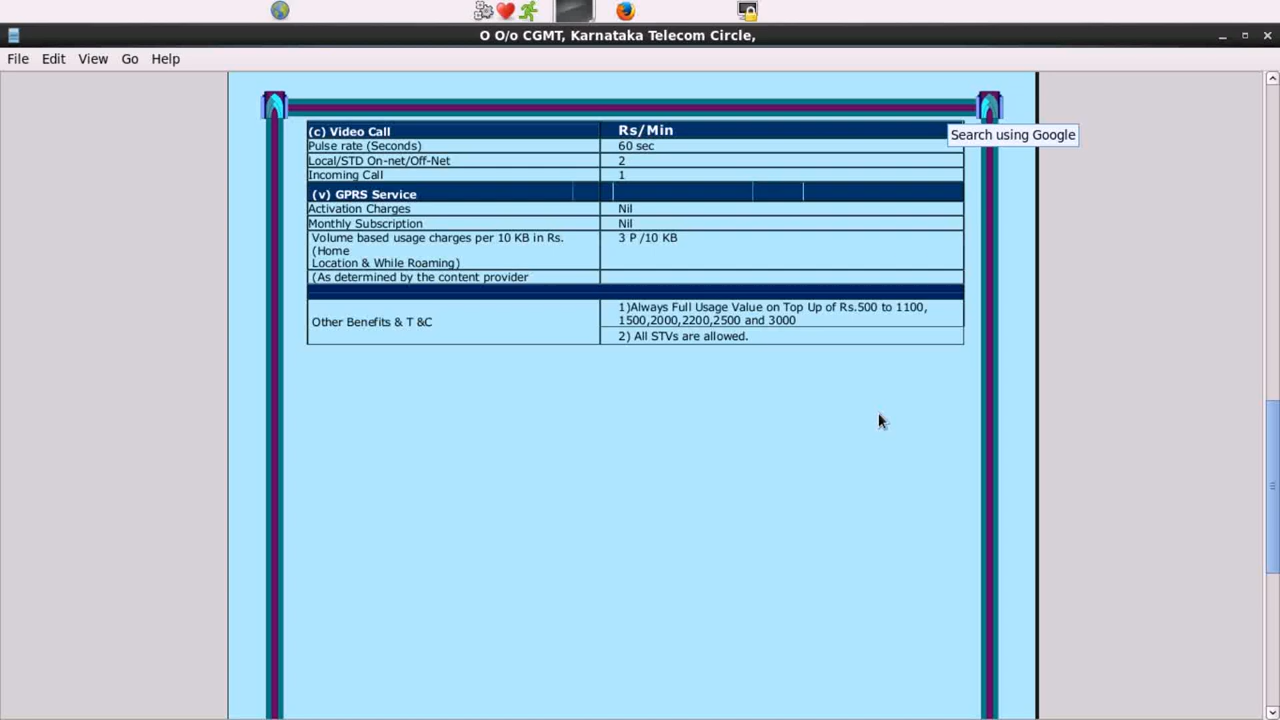 O O/o CGMT, Karnataka Telecom Circle,
File Edit View Go Help
(c) Video Call Rs/Min
Search using Google
Pulse rate (Seconds) 60 sec
Local/STD On-net/Off-Net 2
Incoming Call 1
(v) GPRS Service
Activation Charges Nil
Monthly Subscription Nil
Volume based usage charges per 10 KB in Rs. 3 P /10 KB
(Home
Location & While Roaming)
(As determined by the content provider
Other Benefits & T &C
1)Always Full Usage Value on Top Up of Rs.500 to 1100,
1500,2000,2200,2500 and 3000
2) All STVs are allowed.